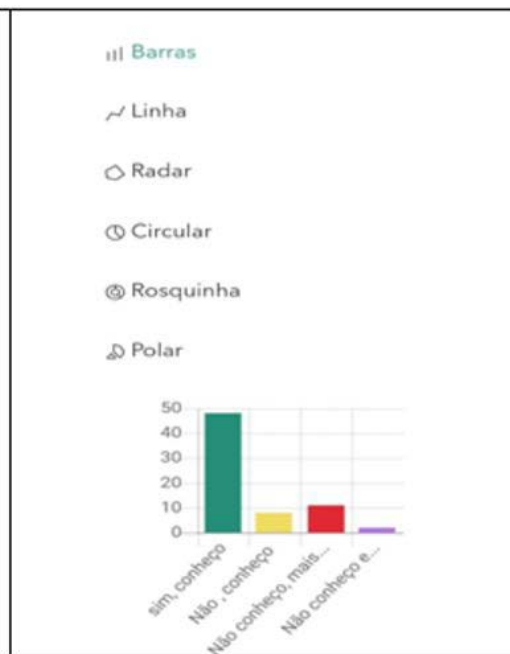 Barras
Linha
Radar
Circular
Rosquinha
Polar
50
40
30
20
10
0
sim, conheço
Não , conheço
Não conheço, mais...
Não conheço e...